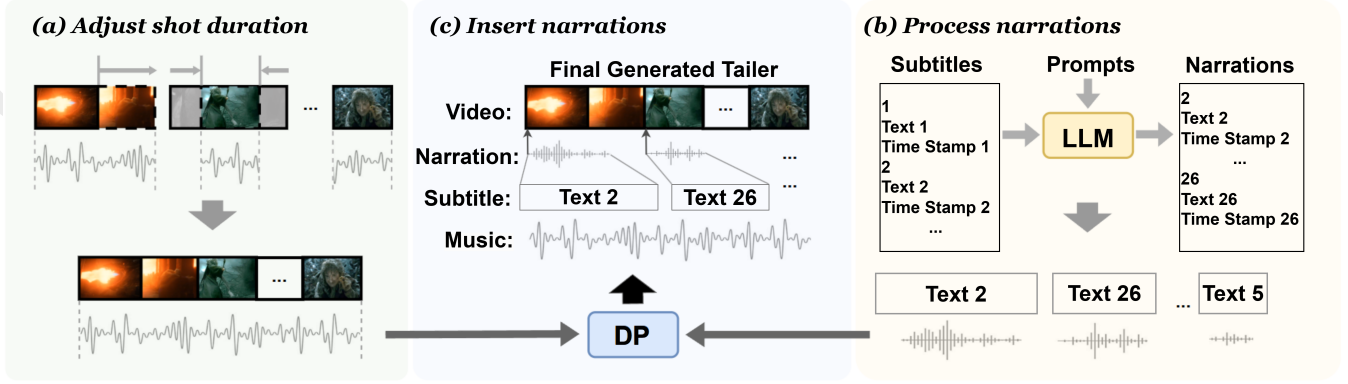 (a) Adjust shot duration
...
(c) Insert narrations
Final Generated Tailer
Video:
...
Narration:
...
Subtitle:
Text 2
Text 26
...
Music:
DP
(b) Process narrations
Subtitles
Prompts
Narrations
1
Text 1
Time Stamp 1
2
Text 2
Time Stamp 2
...
LLM
2
Text 2
Time Stamp 2
...
26
Text 26
Time Stamp 26
Text 2
Text 26
...
Text 5
...